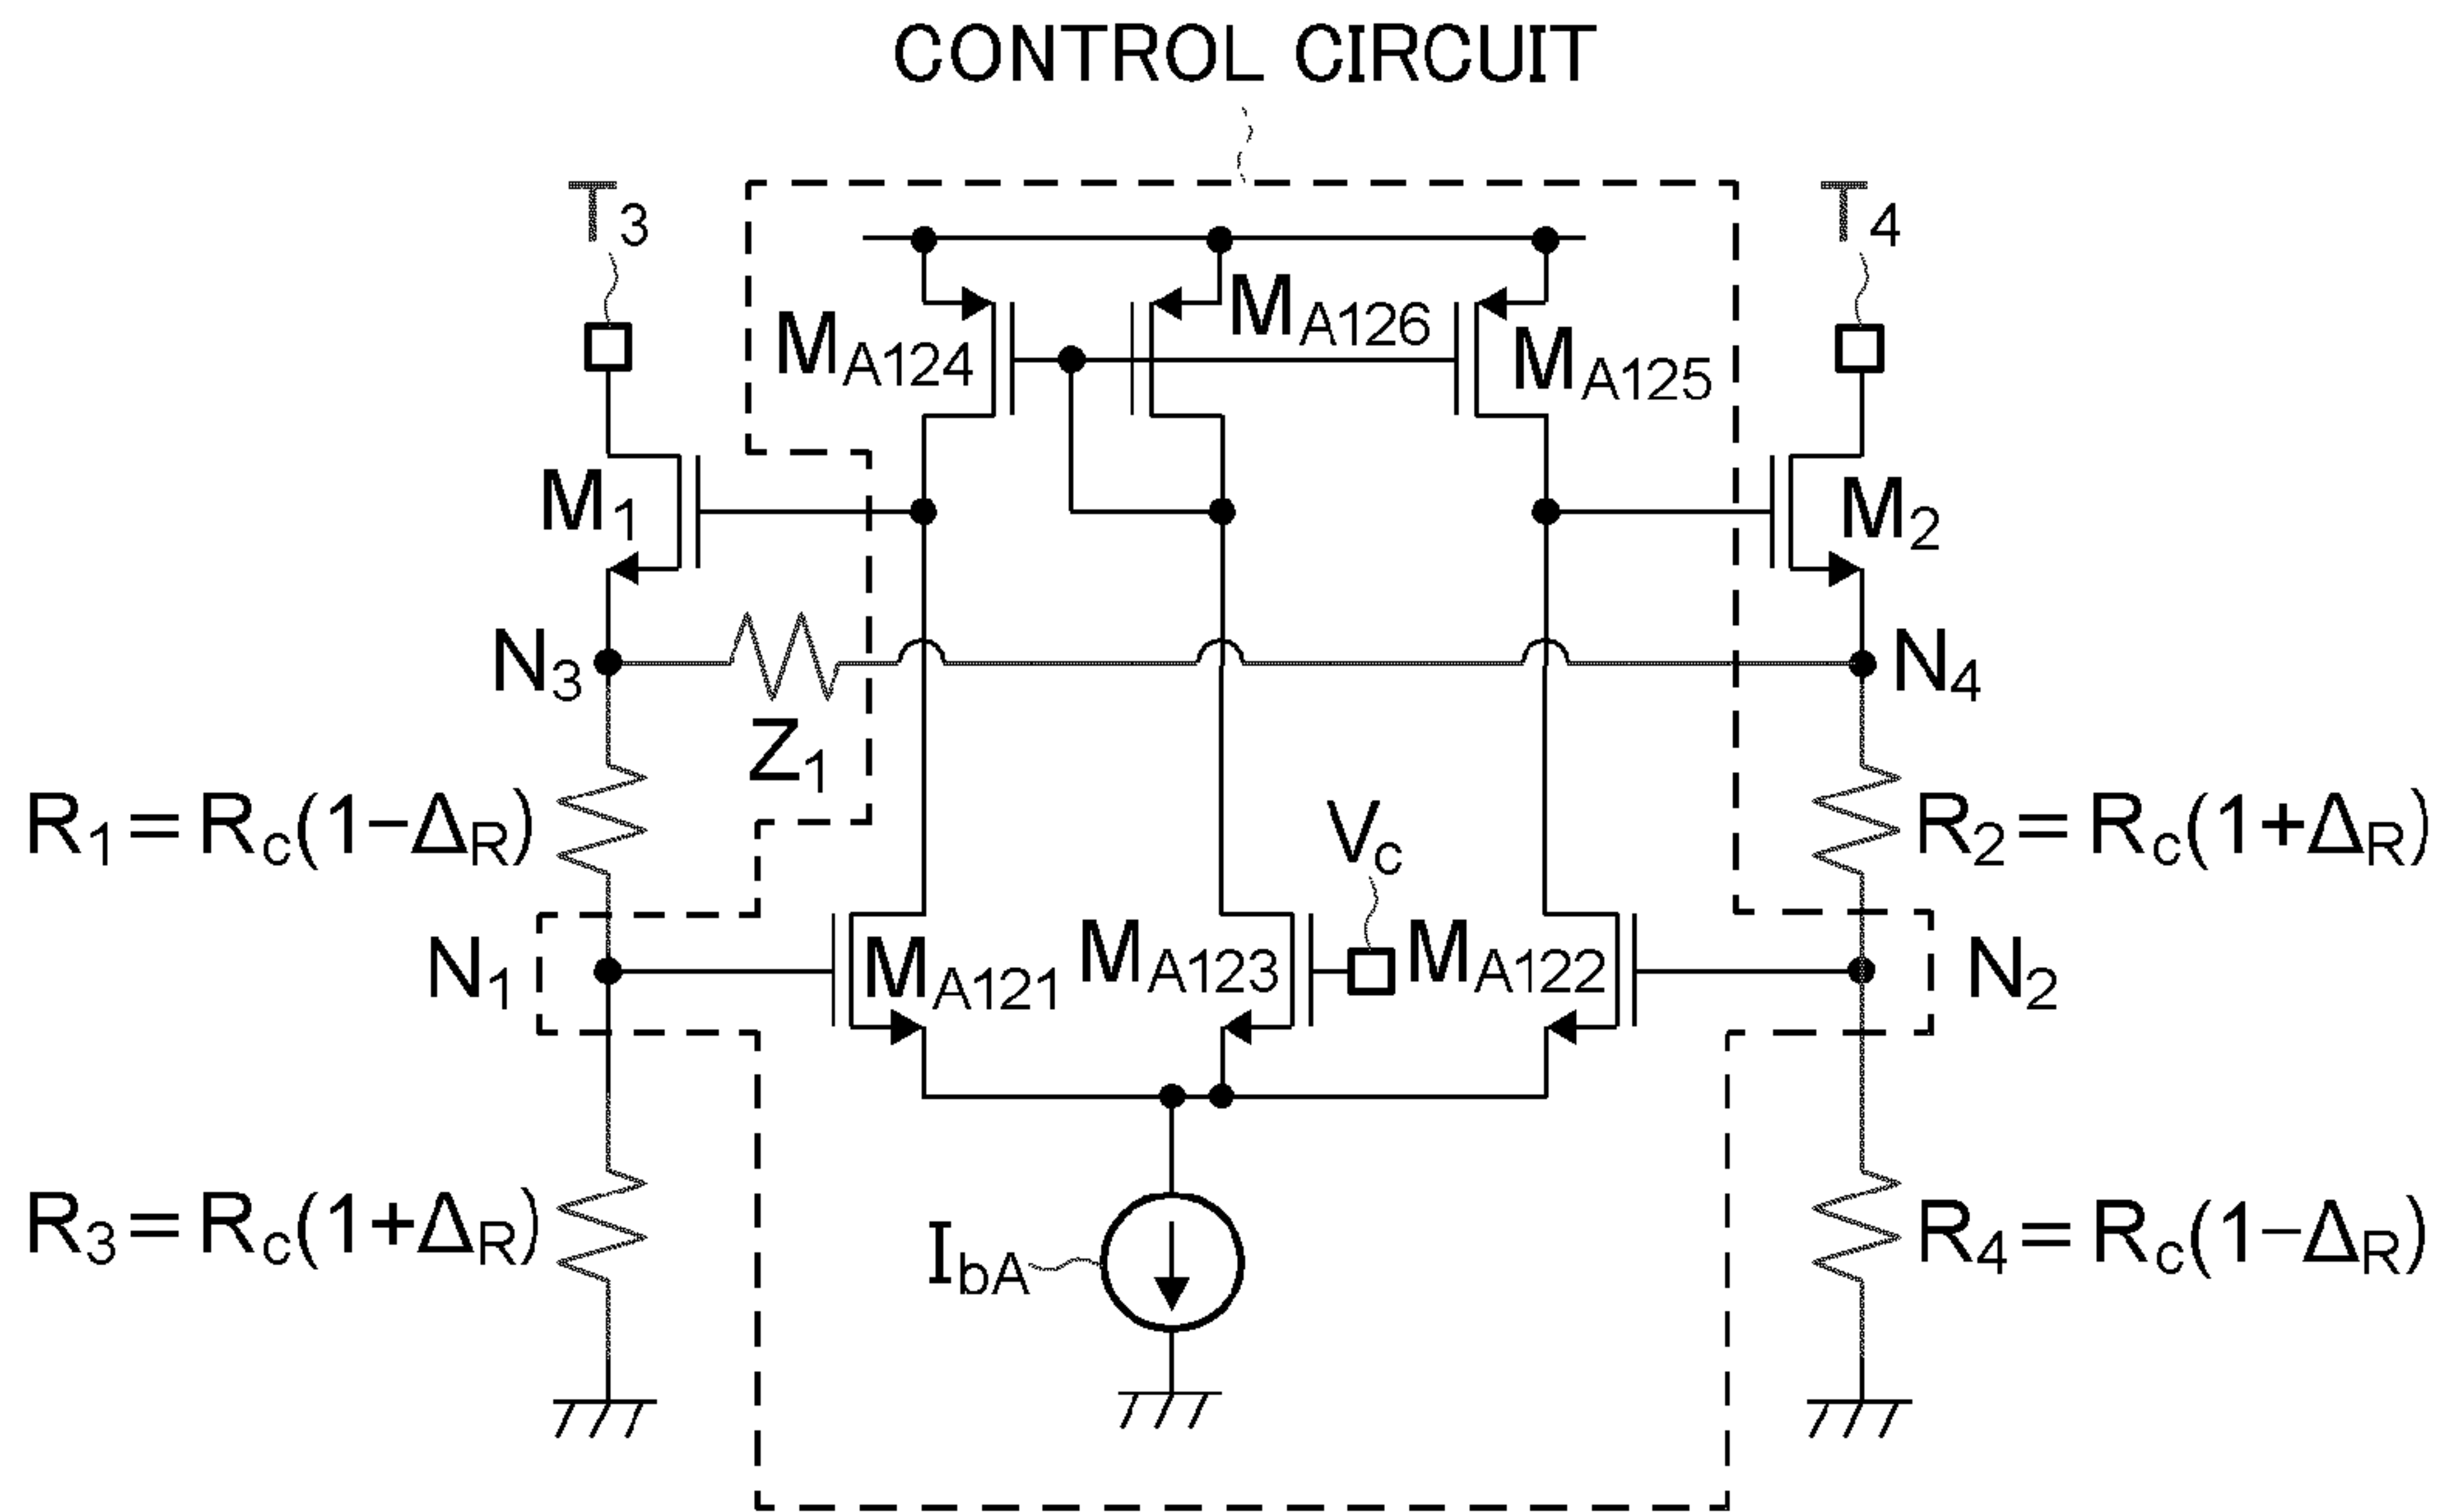 CONTROL CIRCUIT
T3
T4
MA124
MA126
MA125
M1
M2
N3
N4
Z1
R1=Rc(1−ΔR)
Vc
R2=Rc(1+ΔR)
N1
MA121
MA123
MA122
N2
R3=Rc(1+ΔR)
IbA
R4=Rc(1−ΔR)